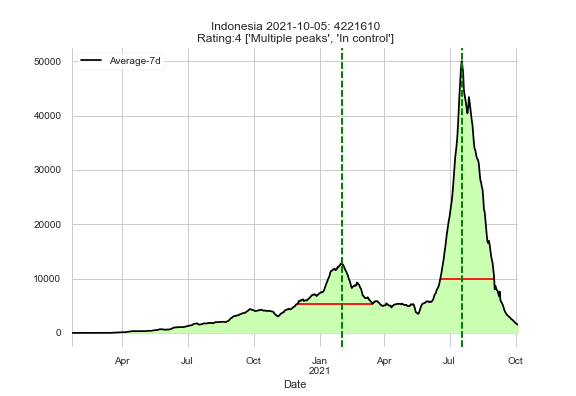 Indonesia 2021-10-05: 4221610
Rating:4 ['Multiple peaks', 'In control']
Average-7d
50000
40000
30000
20000
10000
0
Apr
Jul
Oct
Jan
2021
Apr
Jul
Oct
Date